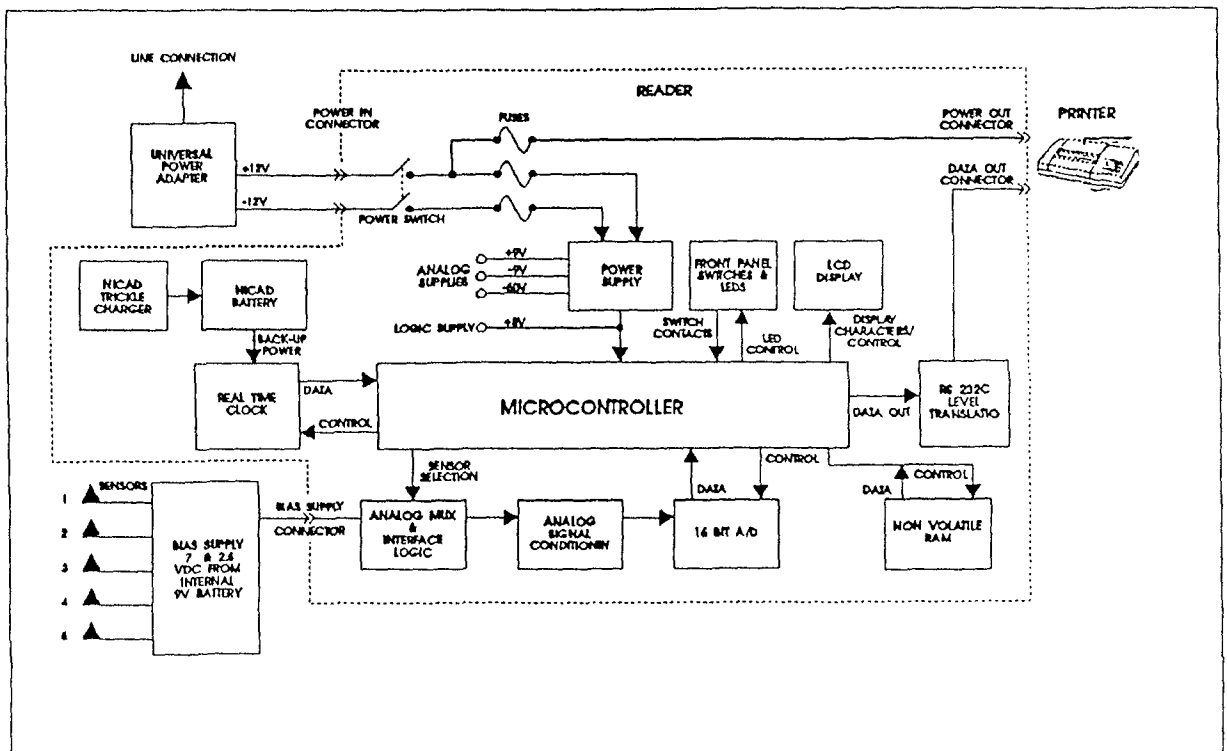 LINE CONNECTION
READER
POWER IN
CONNECTOR
FUSES
POWER OUT
CONNECTOR
PRINTER
UNIVERSAL
POWER
ADAPTER
+12V
-12V
POWER SWITCH
DATA OUT
CONNECTOR
NICAD
TRICKLE
CHARGER
NICAD
BATTERY
ANALOG
SUPPLIES
+9V
-9V
-60V
LOGIC SUPPLY
+8V
POWER
SUPPLY
FRONT PANEL
SWITCHES &
LEDS
LCD
DISPLAY
BACK-UP
POWER
SWITCH
CONTACTS
LED
CONTROL
DISPLAY
CHARACTERS/
CONTROL
REAL TIME
CLOCK
DATA
CONTROL
MICROCONTROLLER
DATA OUT
RS 232C
LEVEL
TRANSLATIO
SENSOR
SELECTION
DATA
CONTROL
DATA
CONTROL
SENSORS
1
2
3
4
BIAS SUPPLY
VDC FROM
INTERNAL
9V BATTERY
BIAS SUPPLY
CONNECTOR
ANALOG MUX
&
INTERFACE
LOGIC
ANALOG
SIGNAL
16 BIT A/D
NON VOLATILE
RAM